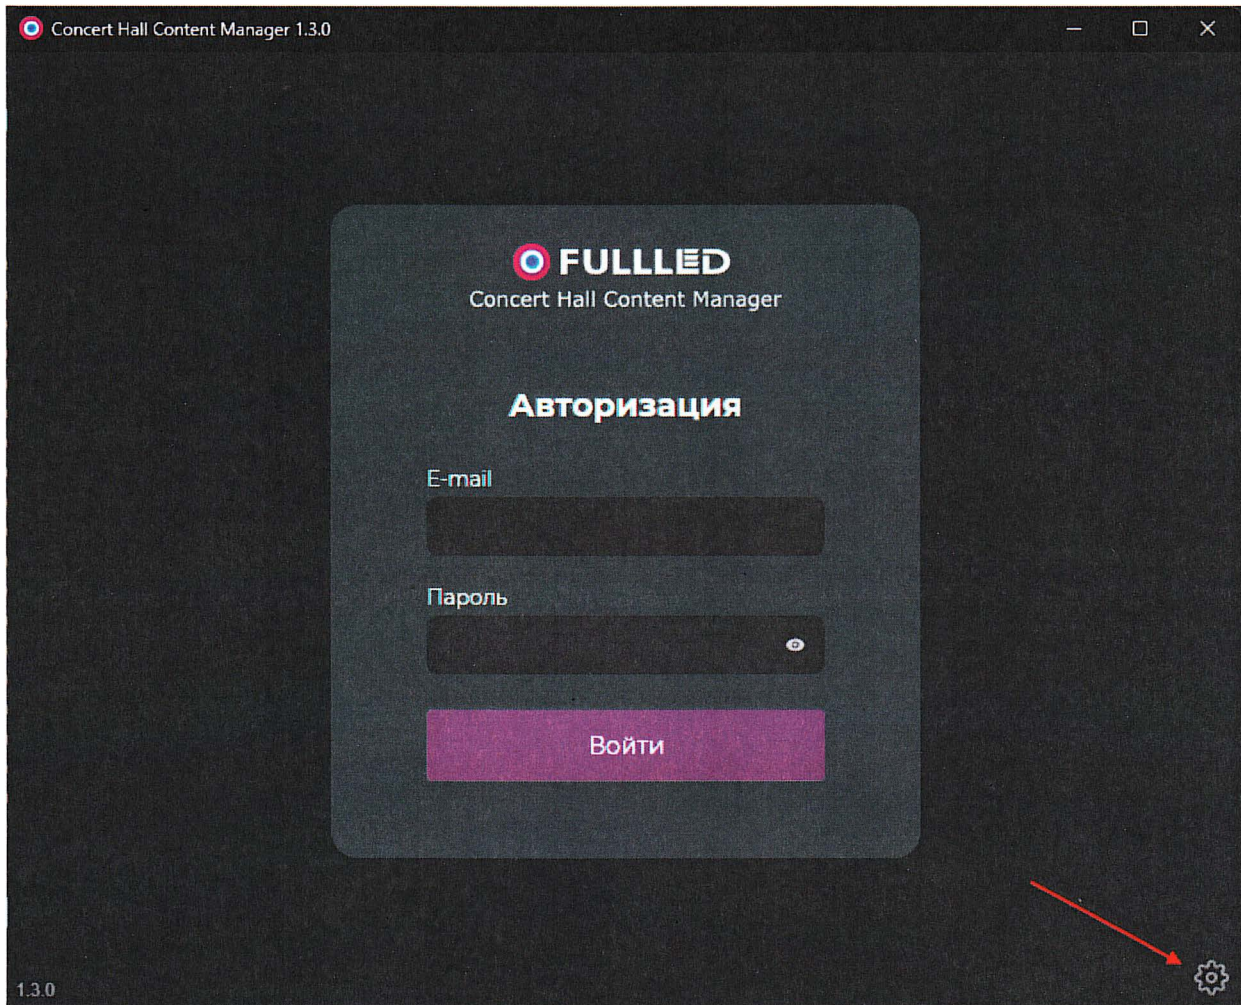 Concert Hall Content Manager 1.3.0
FULLLED
Concert Hall Content Manager
Авторизация
E-mail
Пароль
Войти
1.3.0